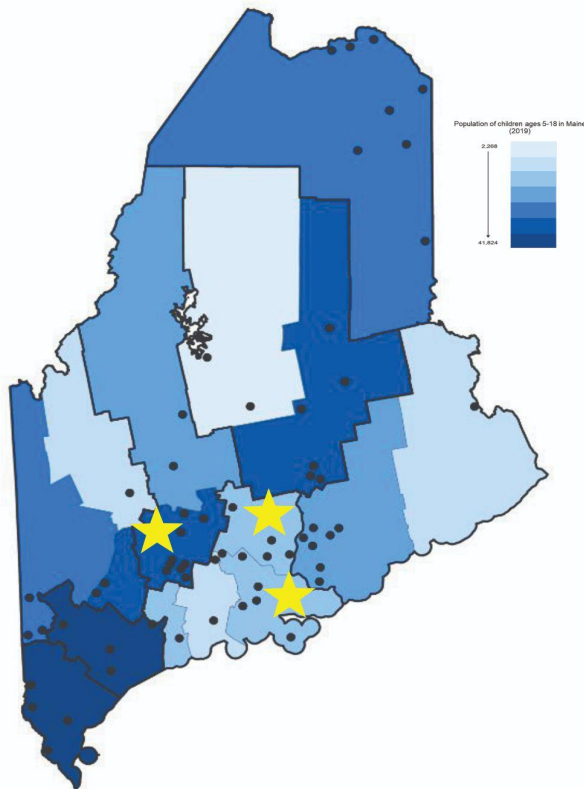 Population of children ages 5-18 in Maine
(2019)
2,268
41,824